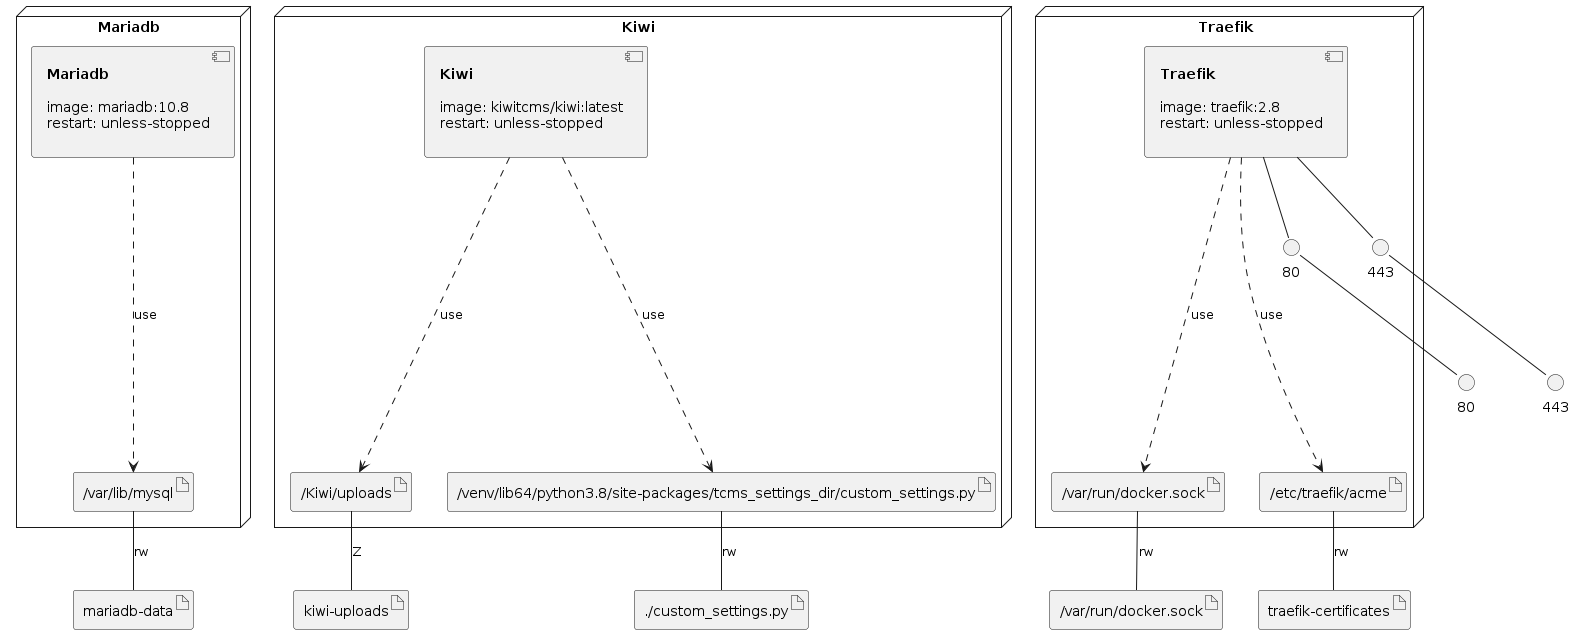 Mariadb
Kiwi
Traefik
Mariadb
image: mariadb:10.8
restart: unless-stopped
Kiwi
image: kiwitcms/kiwi:latest
restart: unless-stopped
Traefik
image: traefik:2.8
restart: unless-stopped
80
443
use
use
use
use
use
80
443
/var/lib/mysql
/Kiwi/uploads
/venv/lib64/python3.8/site-packages/tcms_settings_dir/custom_settings.py
/var/run/docker.sock
/etc/traefik/acme
rw
Z
rw
rw
rw
mariadb-data
kiwi-uploads
./custom_settings.py
/var/run/docker.sock
traefik-certificates